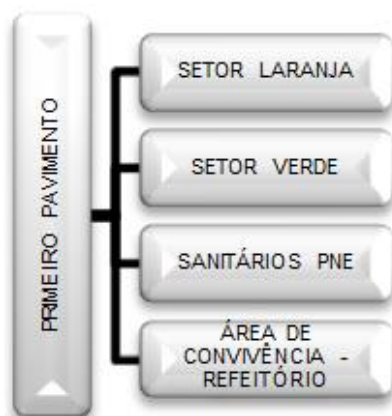 PRIMEIRO PAVIMENTO
SETOR LARANJA
SETOR VERDE
SANITÁRIOS PNE
ÁREA DE
CONVIVÊNCIA -
REFEITÓRIO